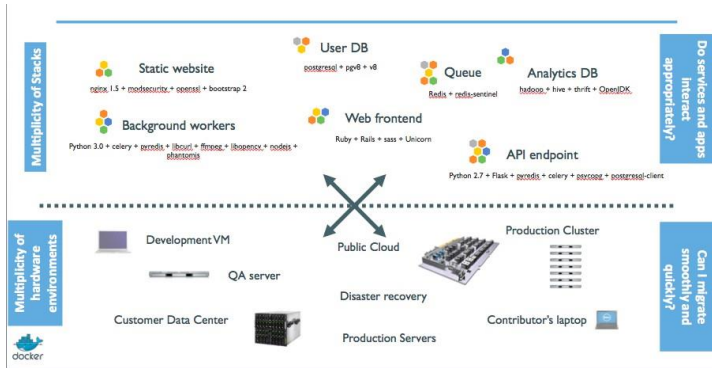 Multiplicity of Stacks
Static website
nginx 1.5 + modsecurity + openssl + bootstrap 2
User DB
postgresql + pgv8 + v8
Queue
Redis + redis-sentinel
Analytics DB
hadoop + hive + thrift + OpenJDK
Background workers
Python 3.0 + celery + pyredis + libcurl + ffmpeg + libopencv + nodejs +
phantomjs
Web frontend
Ruby + Rails + sass + Unicorn
API endpoint
Python 2.7 + Flask + pyredis + celery + psycopg + postgresql-client
Do services and apps
interact
appropriately?
Multiplicity of
hardware
environments
Development VM
QA server
Customer Data Center
Public Cloud
Disaster recovery
Production Servers
Production Cluster
Contributor's laptop
Can I migrate
smoothly and
quickly?
docker